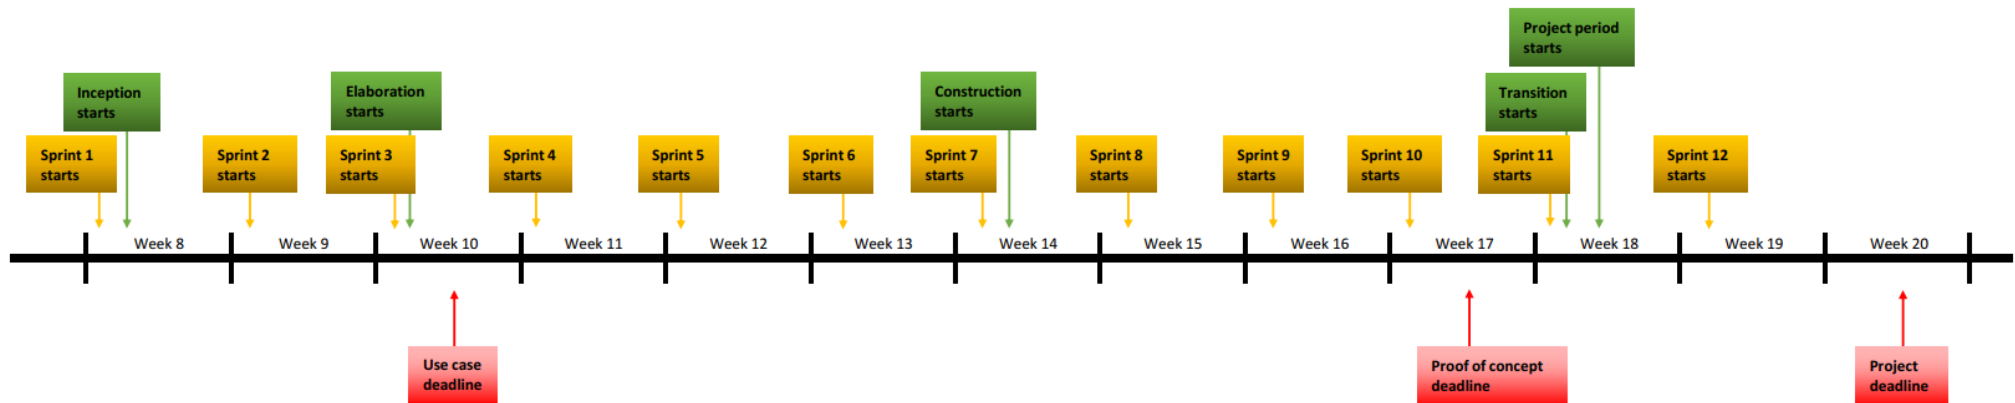 Project period
starts
Inception
starts
Elaboration
starts
Construction
starts
Transition
starts
Sprint 1
starts
Sprint 2
starts
Sprint 3
starts
Sprint 4
starts
Sprint 5
starts
Sprint 6
starts
Sprint 7
starts
Sprint 8
starts
Sprint 9
starts
Sprint 10
starts
Sprint 11
starts
Sprint 12
starts
Week 8
Week 9
Week 10
Week 11
Week 12
Week 13
Week 14
Week 15
Week 16
Week 17
Week 18
Week 19
Week 20
Use case
deadline
Proof of concept
deadline
Project
deadline